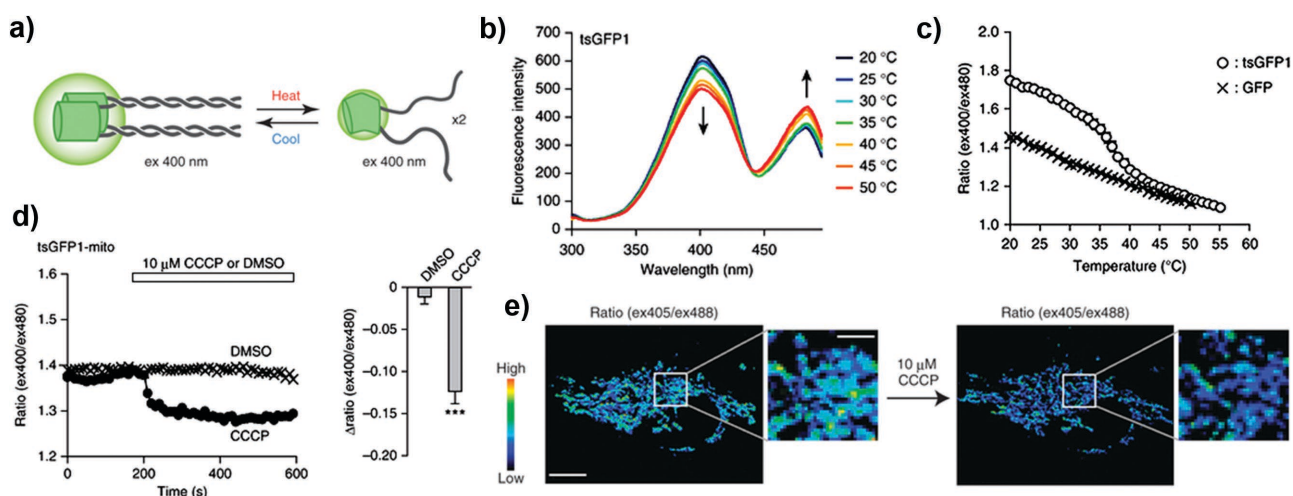 a)
Heat
Cool
ex 400 nm
ex 400 nm
x2
b)
tsGFP1
Fluorescence intensity
700
600
500
400
300
200
100
0
300
350
400
450
Wavelength (nm)
20 °C
25 °C
30 °C
35 °C
40 °C
45 °C
50 °C
c)
Ratio (ex400/ex480)
2.0
1.8
1.6
1.4
1.2
1.0
20 25 30 35 40 45 50 55 60
Temperature (°C)
: tsGFP1
: GFP
d)
tsGFP1-mito
10 μM CCCP or DMSO
Ratio (ex400/ex480)
1.6
1.5
1.4
1.3
1.2
0 200 400 600
Time (s)
DMSO
CCCP
DMSO
CCCP
Δratio (ex400/ex480)
0
−0.05
−0.10
−0.15
−0.20
***
e)
Ratio (ex405/ex488)
High
Low
10 μM
CCCP
Ratio (ex405/ex488)